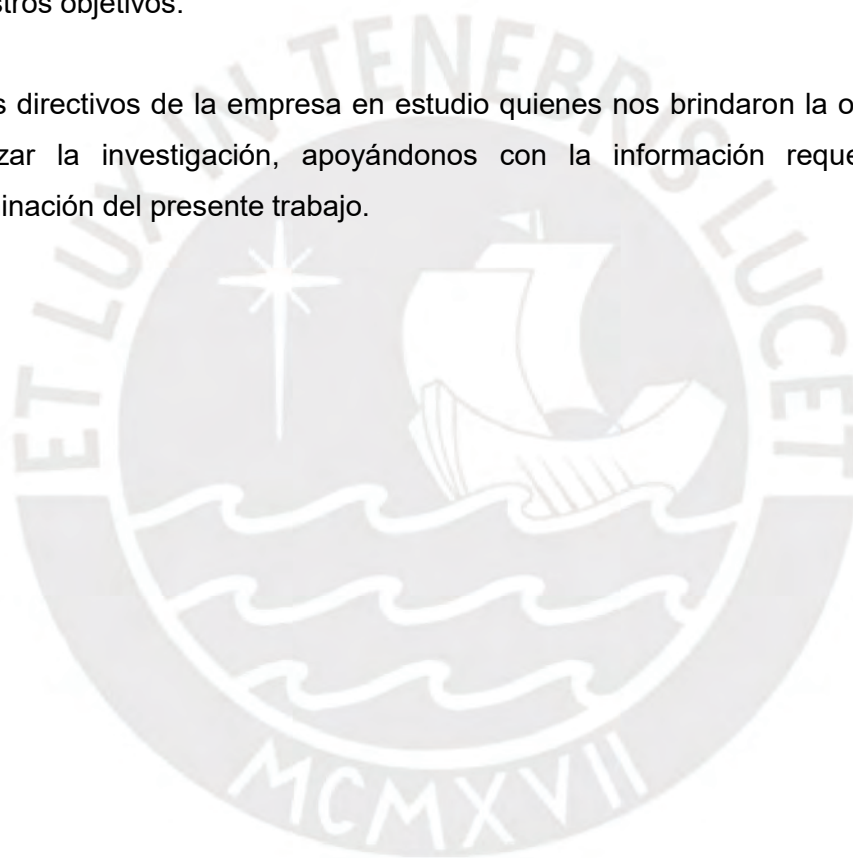 stros objetivos.
s directivos de la empresa en estudio quienes nos brindaron la o
zar la investigación, apoyándonos con la información reque
inación del presente trabajo.
ET LUX IN TENEBRIS LUCET
MCMXVII